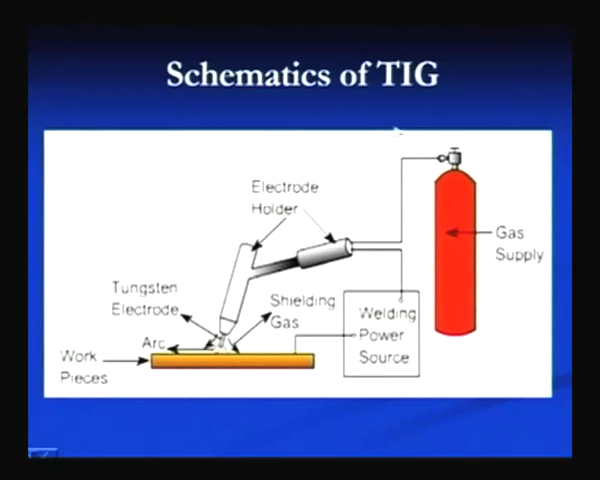 Schematics of TIG
Electrode
Holder
Gas
Supply
Tungsten
Electrode
Shielding
Gas
Welding
Power
Source
Arc
Work
Pieces